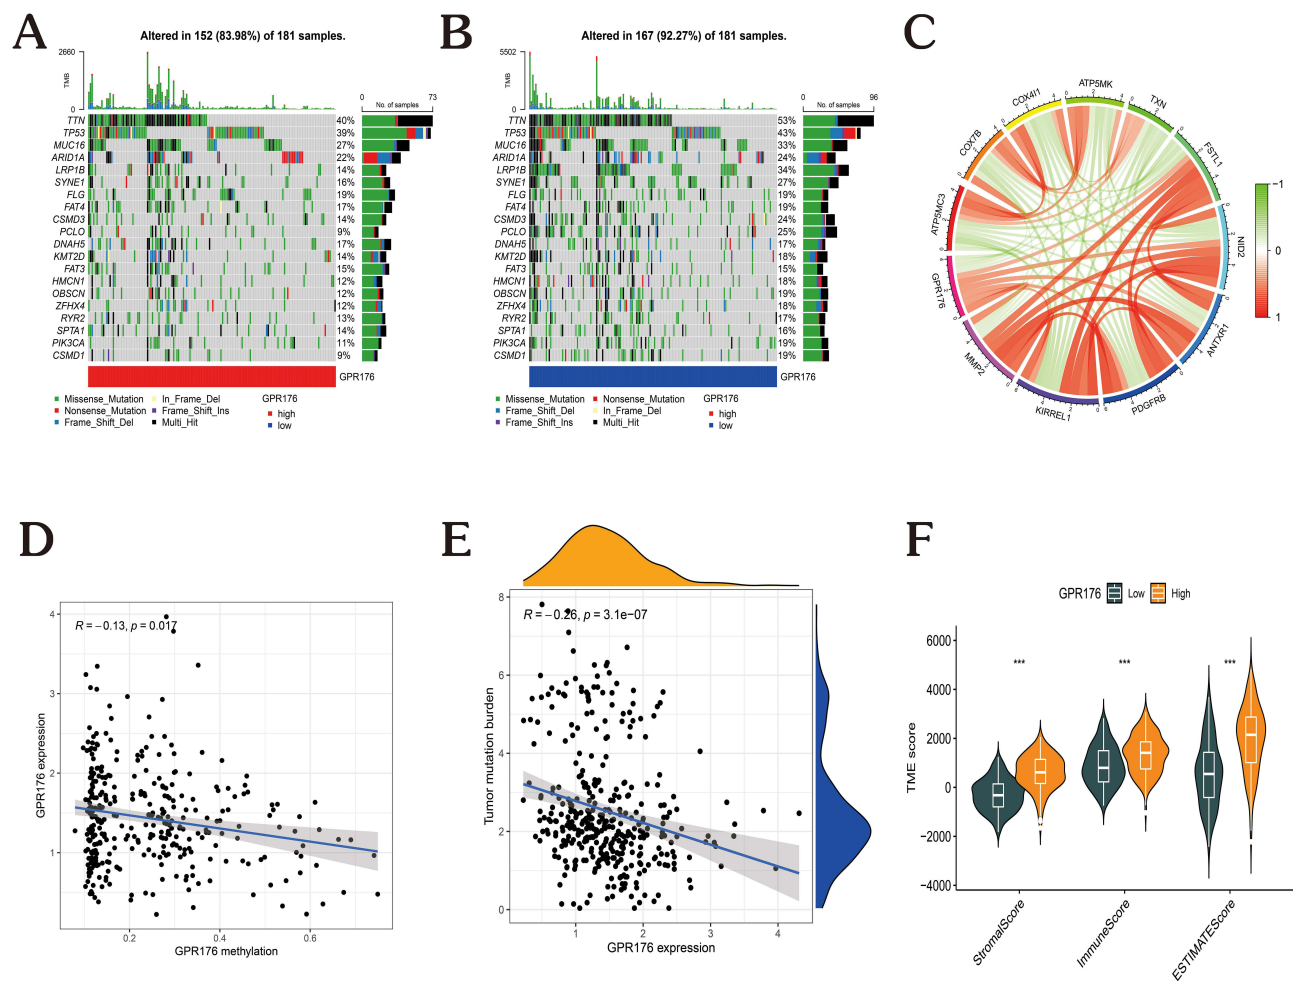 A
Altered in 152 (83.98%) of 181 samples.
2660
TMB
0
0 73
No. of samples
TTN 40%
TP53 39%
MUC16 27%
ARID1A 22%
LRP1B 14%
SYNE1 16%
FLG 19%
FAT4 17%
CSMD3 14%
PCLO 9%
DNAH5 17%
KMT2D 14%
FAT3 15%
HMCN1 12%
OBSCN 12%
ZFHX4 12%
RYR2 13%
SPTA1 14%
PIK3CA 11%
CSMD1 9%
GPR176
Missense_Mutation In_Frame_Del GPR176
Nonsense_Mutation Frame_Shift_Ins high
Frame_Shift_Del Multi_Hit low
B
Altered in 167 (92.27%) of 181 samples.
5502
TMB
0
0 96
No. of samples
TTN 53%
TP53 43%
MUC16 33%
ARID1A 24%
LRP1B 34%
SYNE1 27%
FLG 19%
FAT4 19%
CSMD3 24%
PCLO 25%
DNAH5 17%
KMT2D 18%
FAT3 15%
HMCN1 18%
OBSCN 19%
ZFHX4 18%
RYR2 17%
SPTA1 16%
PIK3CA 19%
CSMD1 19%
GPR176
Missense_Mutation Nonsense_Mutation GPR176
Frame_Shift_Del In_Frame_Del high
Frame_Shift_Ins Multi_Hit low
C
ATP5MK
TXN
FSTL1
NID2
ANTXR1
PDGFRB
KIRREL1
MMP2
GPR176
ATP5MC3
COX7B
COX4I1
−1
0
1
D
R = −0.13, p = 0.017
4
3
2
1
GPR176 expression
0.2 0.4 0.6
GPR176 methylation
E
R = −0.26, p = 3.1e−07
8
6
4
2
0
Tumor mutation burden
1 2 3 4
GPR176 expression
F
GPR176 Low High
6000
4000
2000
0
−2000
−4000
TME score
*** *** ***
StromalScore
ImmuneScore
ESTIMATEScore